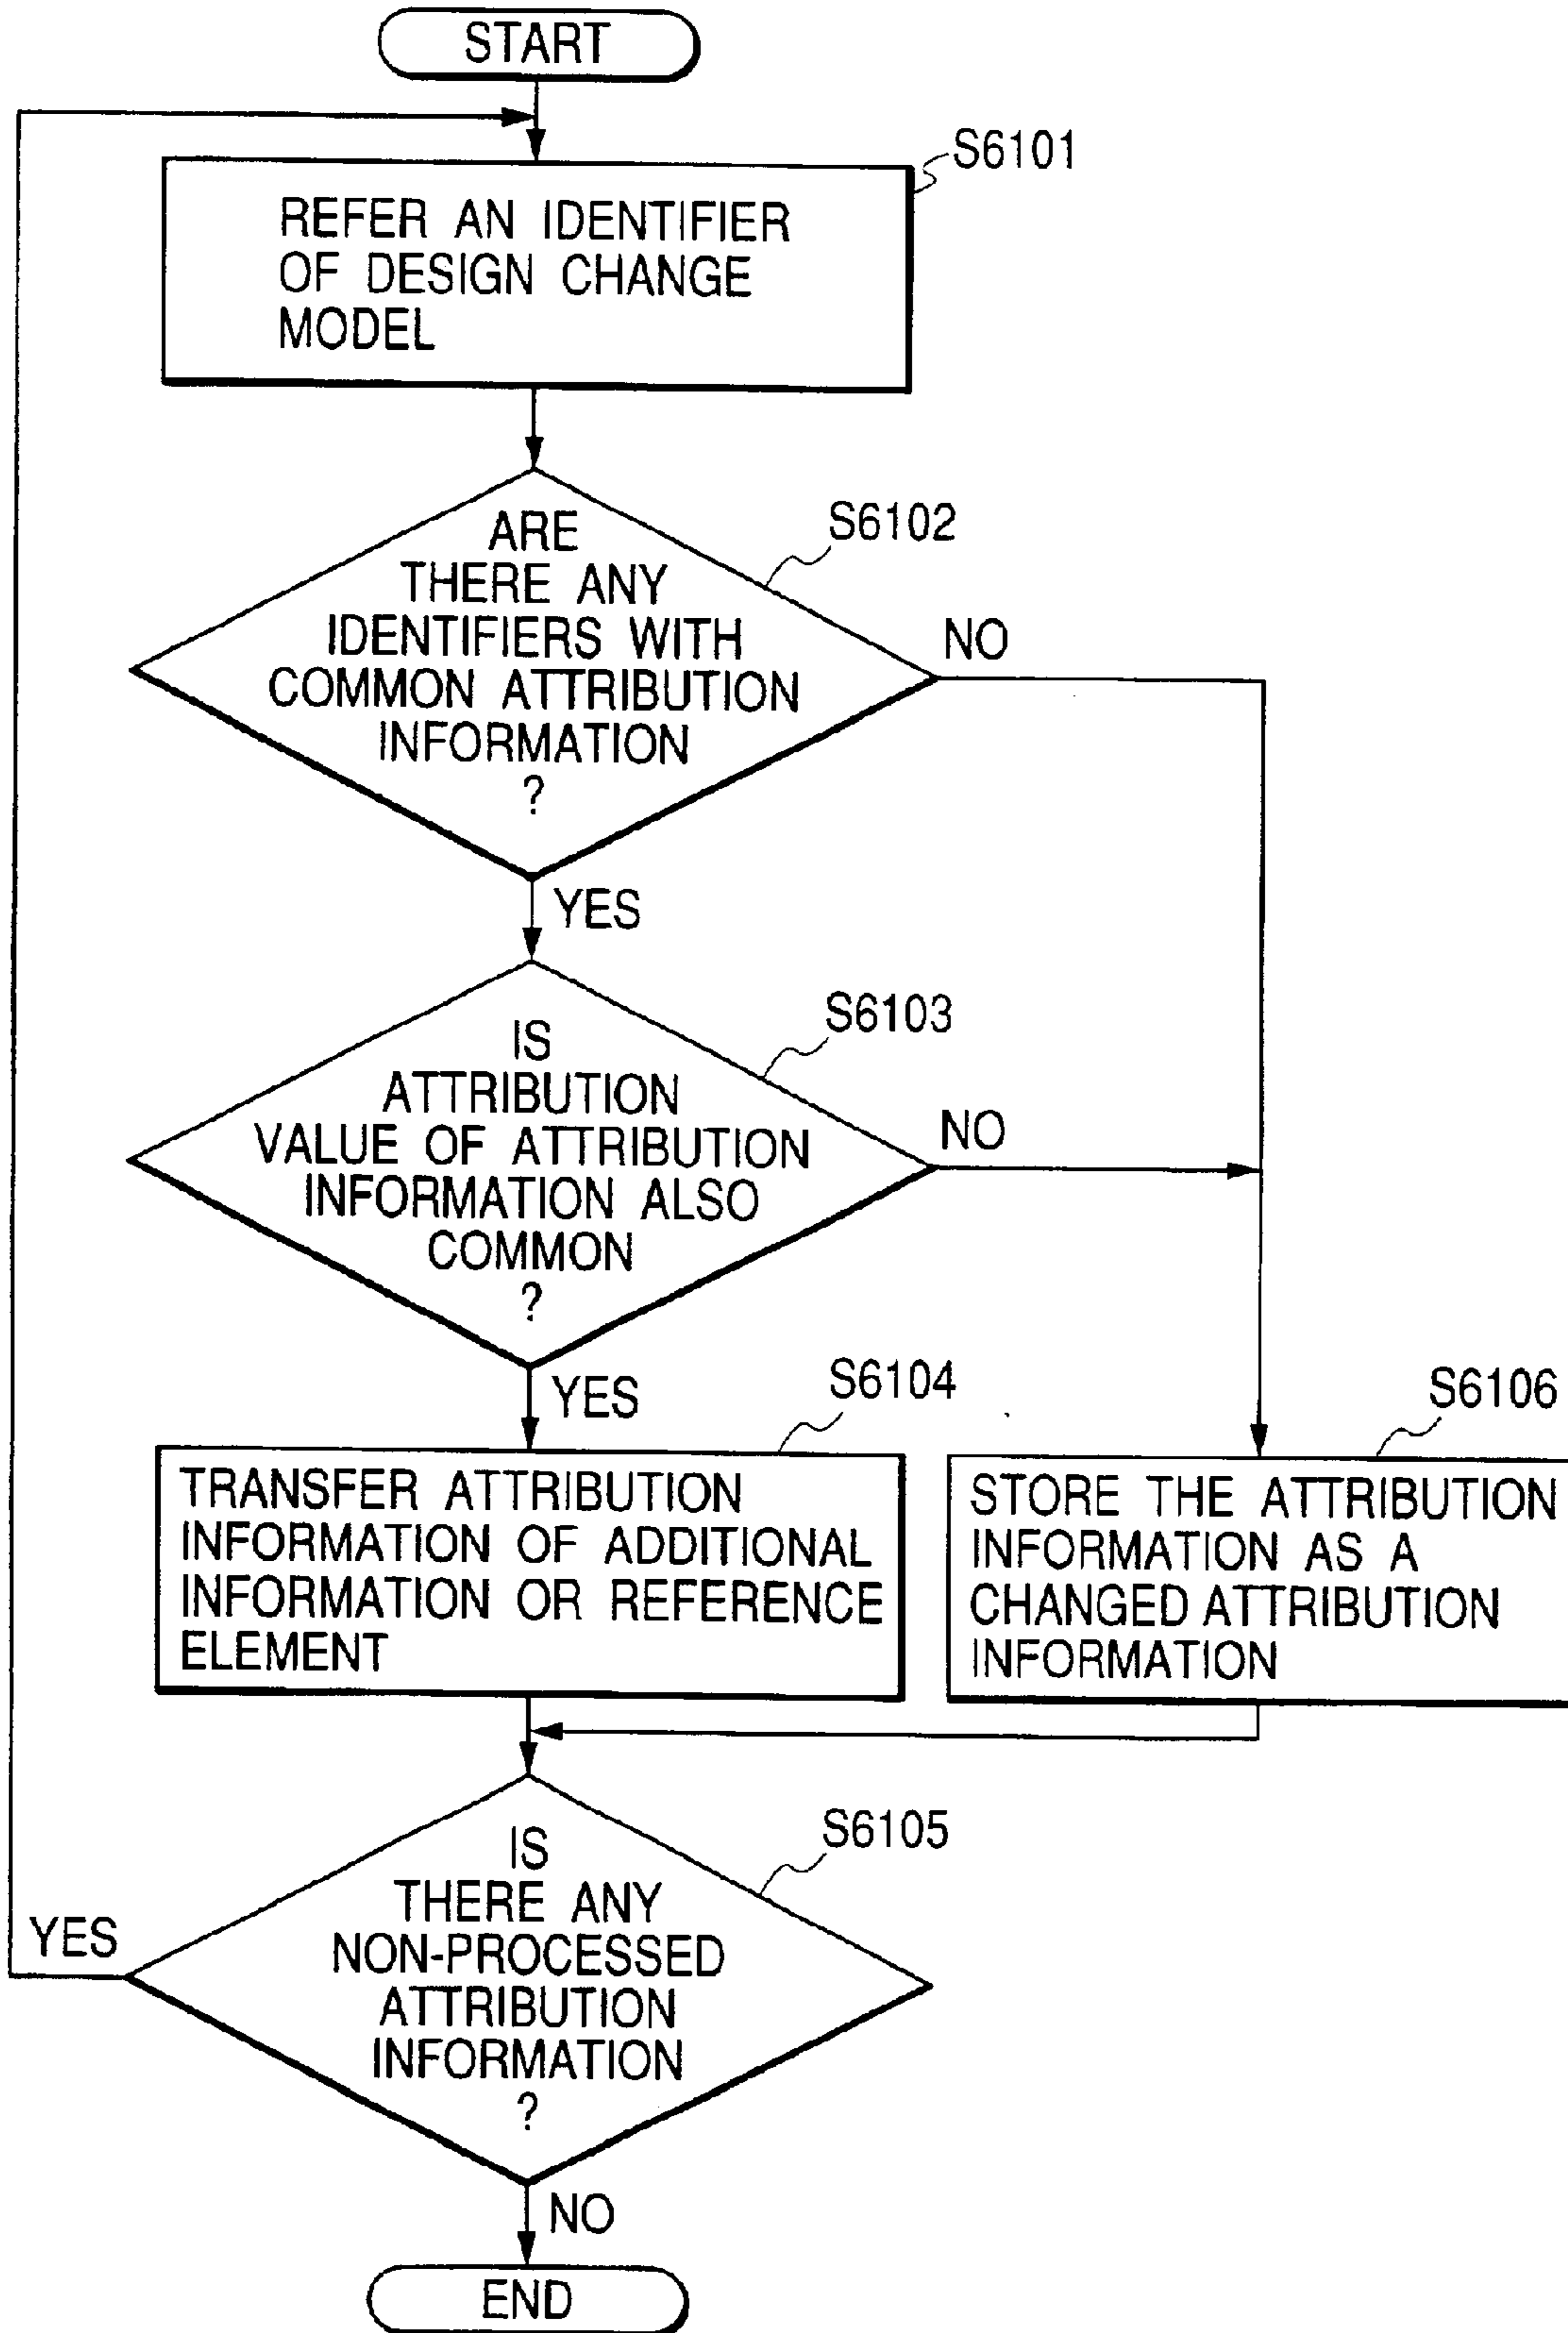 START
S6101
REFER AN IDENTIFIER
OF DESIGN CHANGE
MODEL
S6102
ARE
THERE ANY
IDENTIFIERS WITH
COMMON ATTRIBUTION
INFORMATION
?
NO
YES
S6103
IS
ATTRIBUTION
VALUE OF ATTRIBUTION
INFORMATION ALSO
COMMON
?
NO
YES
S6104
TRANSFER ATTRIBUTION
INFORMATION OF ADDITIONAL
INFORMATION OR REFERENCE
ELEMENT
S6106
STORE THE ATTRIBUTION
INFORMATION AS A
CHANGED ATTRIBUTION
INFORMATION
S6105
IS
THERE ANY
NON-PROCESSED
ATTRIBUTION
INFORMATION
?
YES
NO
END